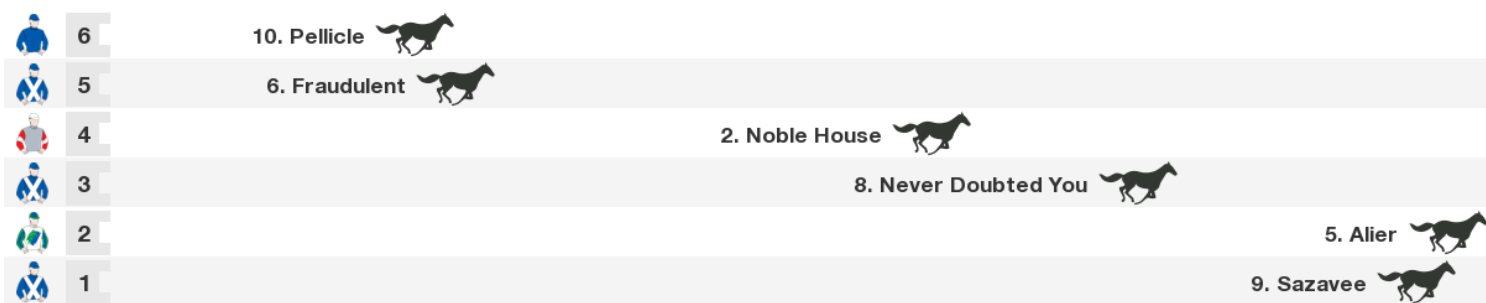 6 10. Pellicle
5 6. Fraudulent
4 2. Noble House
3 8. Never Doubted You
2 5. Alier
1 9. Sazavee